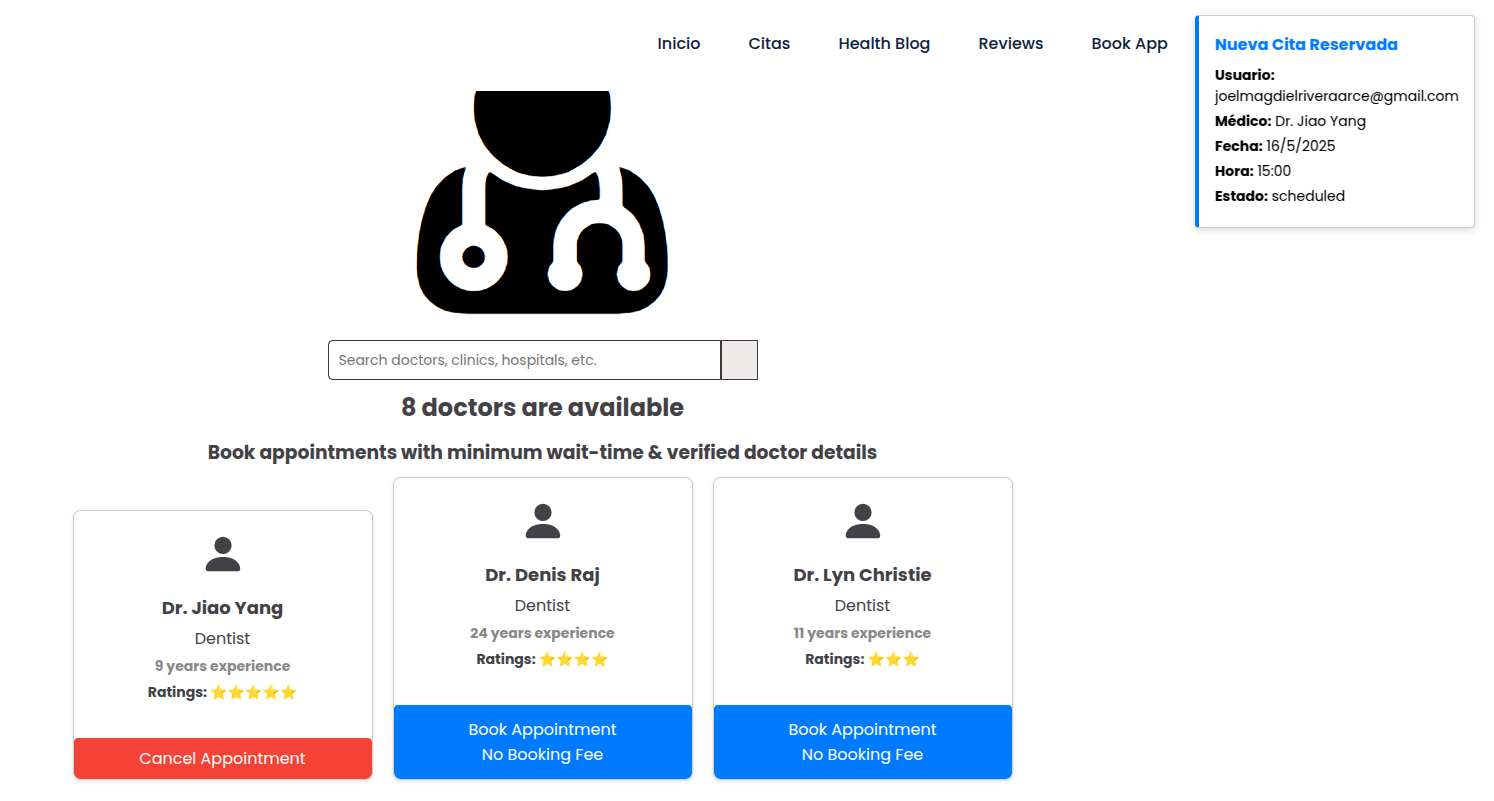 Inicio
Citas
Health Blog
Reviews
Book App
Nueva Cita Reservada
Usuario:
joelmagdielriveraarce@gmail.com
Médico: Dr. Jiao Yang
Fecha: 16/5/2025
Hora: 15:00
Estado: scheduled
Search doctors, clinics, hospitals, etc.
8 doctors are available
Book appointments with minimum wait-time & verified doctor details
Dr. Jiao Yang
Dentist
9 years experience
Ratings: ⭐⭐⭐⭐⭐
Cancel Appointment
Dr. Denis Raj
Dentist
24 years experience
Ratings: ⭐⭐⭐⭐
Book Appointment
No Booking Fee
Dr. Lyn Christie
Dentist
11 years experience
Ratings: ⭐⭐⭐
Book Appointment
No Booking Fee